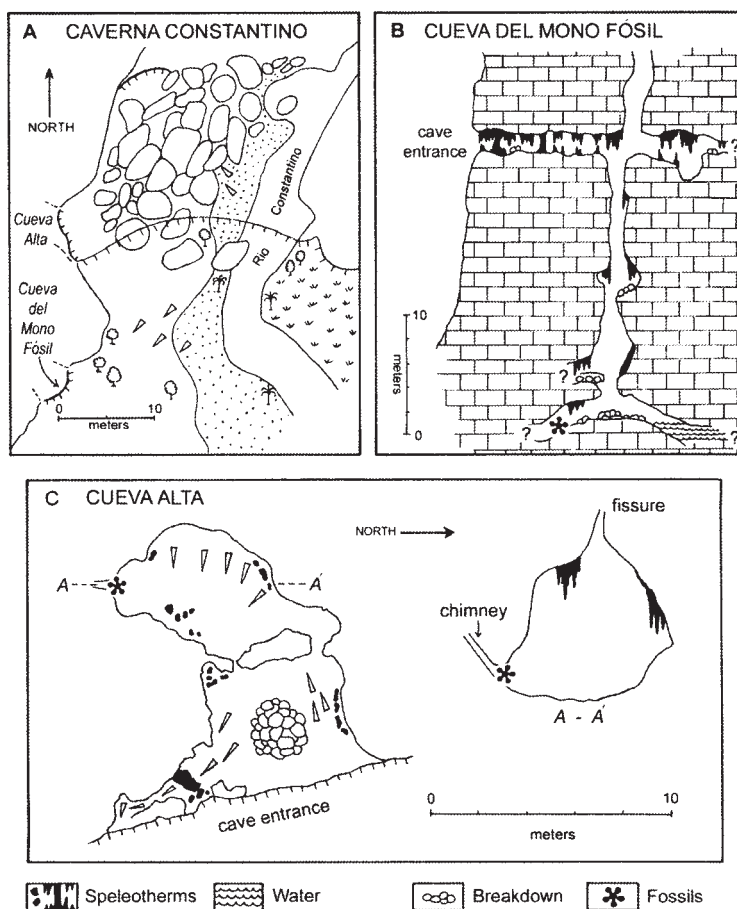 A CAVERNA CONSTANTINO
NORTH
Cueva
Alta
Cueva
del
Mono
Fósil
Constantino
Rio
0 10
meters
B CUEVA DEL MONO FÓSIL
cave
entrance
?
10
meters
0
?
?
?
C CUEVA ALTA
NORTH
A
A'
cave entrance
fissure
chimney
A - A'
0 10
meters
Speleotherms
Water
Breakdown
Fossils